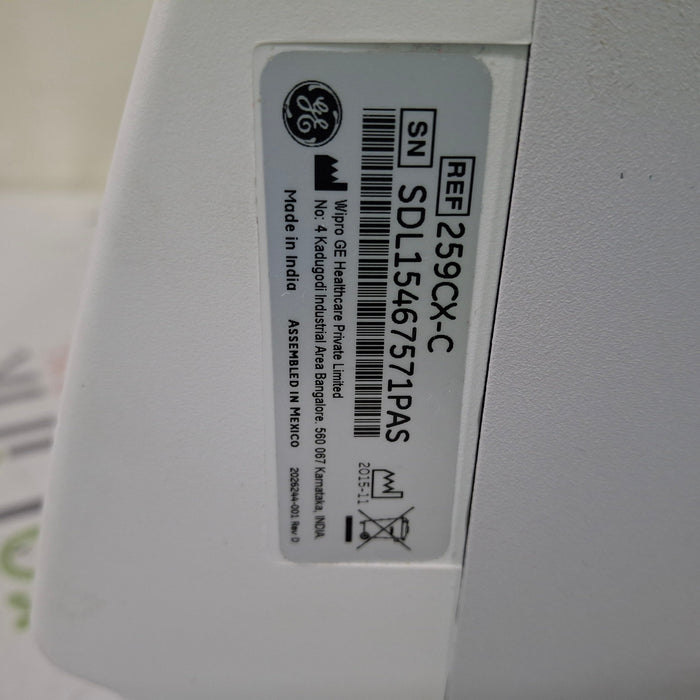 REF 259CX-C
SN SDL15467571PAS
2015-11
GE
Wipro GE Healthcare Private Limited
No: 4 Kadugodi Industrial Area Bangalore. 560 067 Karnataka, INDIA.
Made in India ASSEMBLED IN MEXICO 2026244-001 Rev D